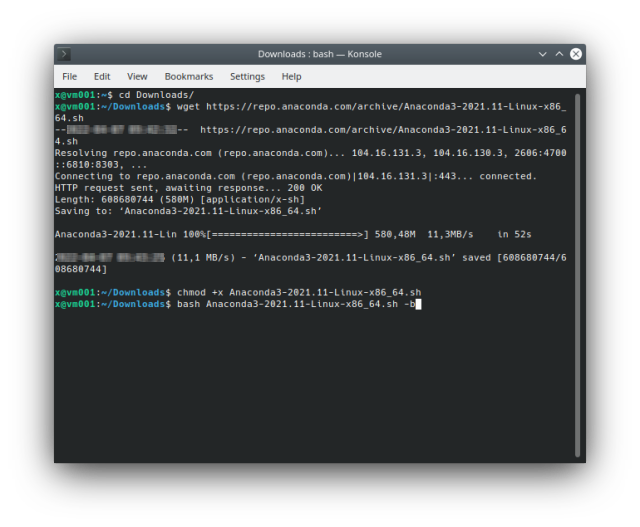 Downloads : bash — Konsole
File Edit View Bookmarks Settings Help
x@vm001:~$ cd Downloads/
x@vm001:~/Downloads$ wget https://repo.anaconda.com/archive/Anaconda3-2021.11-Linux-x86_
64.sh
-- -- https://repo.anaconda.com/archive/Anaconda3-2021.11-Linux-x86_6
4.sh
Resolving repo.anaconda.com (repo.anaconda.com)... 104.16.131.3, 104.16.130.3, 2606:4700
::6810:8303, ...
Connecting to repo.anaconda.com (repo.anaconda.com)|104.16.131.3|:443... connected.
HTTP request sent, awaiting response... 200 OK
Length: 608680744 (580M) [application/x-sh]
Saving to: ‘Anaconda3-2021.11-Linux-x86_64.sh’
Anaconda3-2021.11-Lin 100%[=========================>] 580,48M 11,3MB/s in 52s
(11,1 MB/s) - ‘Anaconda3-2021.11-Linux-x86_64.sh’ saved [608680744/6
08680744]
x@vm001:~/Downloads$ chmod +x Anaconda3-2021.11-Linux-x86_64.sh
x@vm001:~/Downloads$ bash Anaconda3-2021.11-Linux-x86_64.sh -b